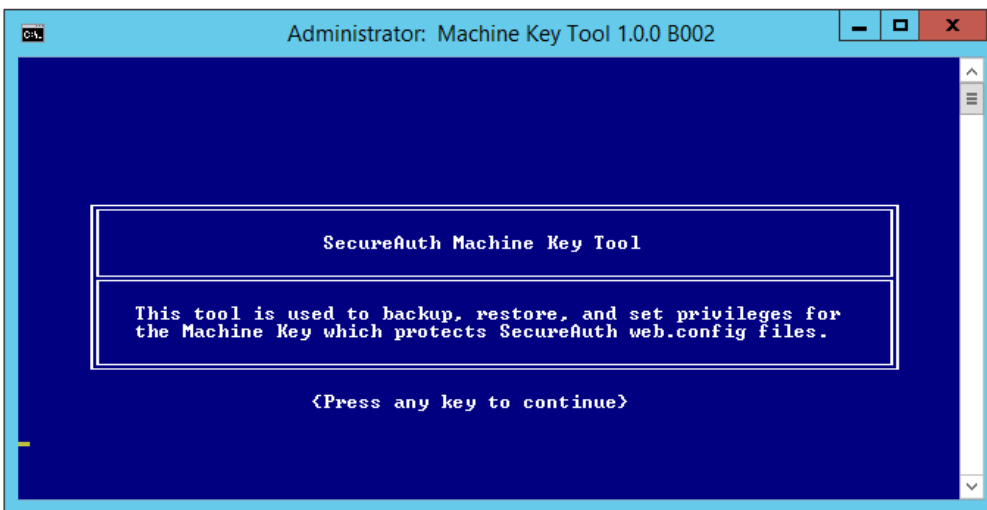 Administrator: Machine Key Tool 1.0.0 B002
SecureAuth Machine Key Tool
This tool is used to backup, restore, and set privileges for
the Machine Key which protects SecureAuth web.config files.
{Press any key to continue}